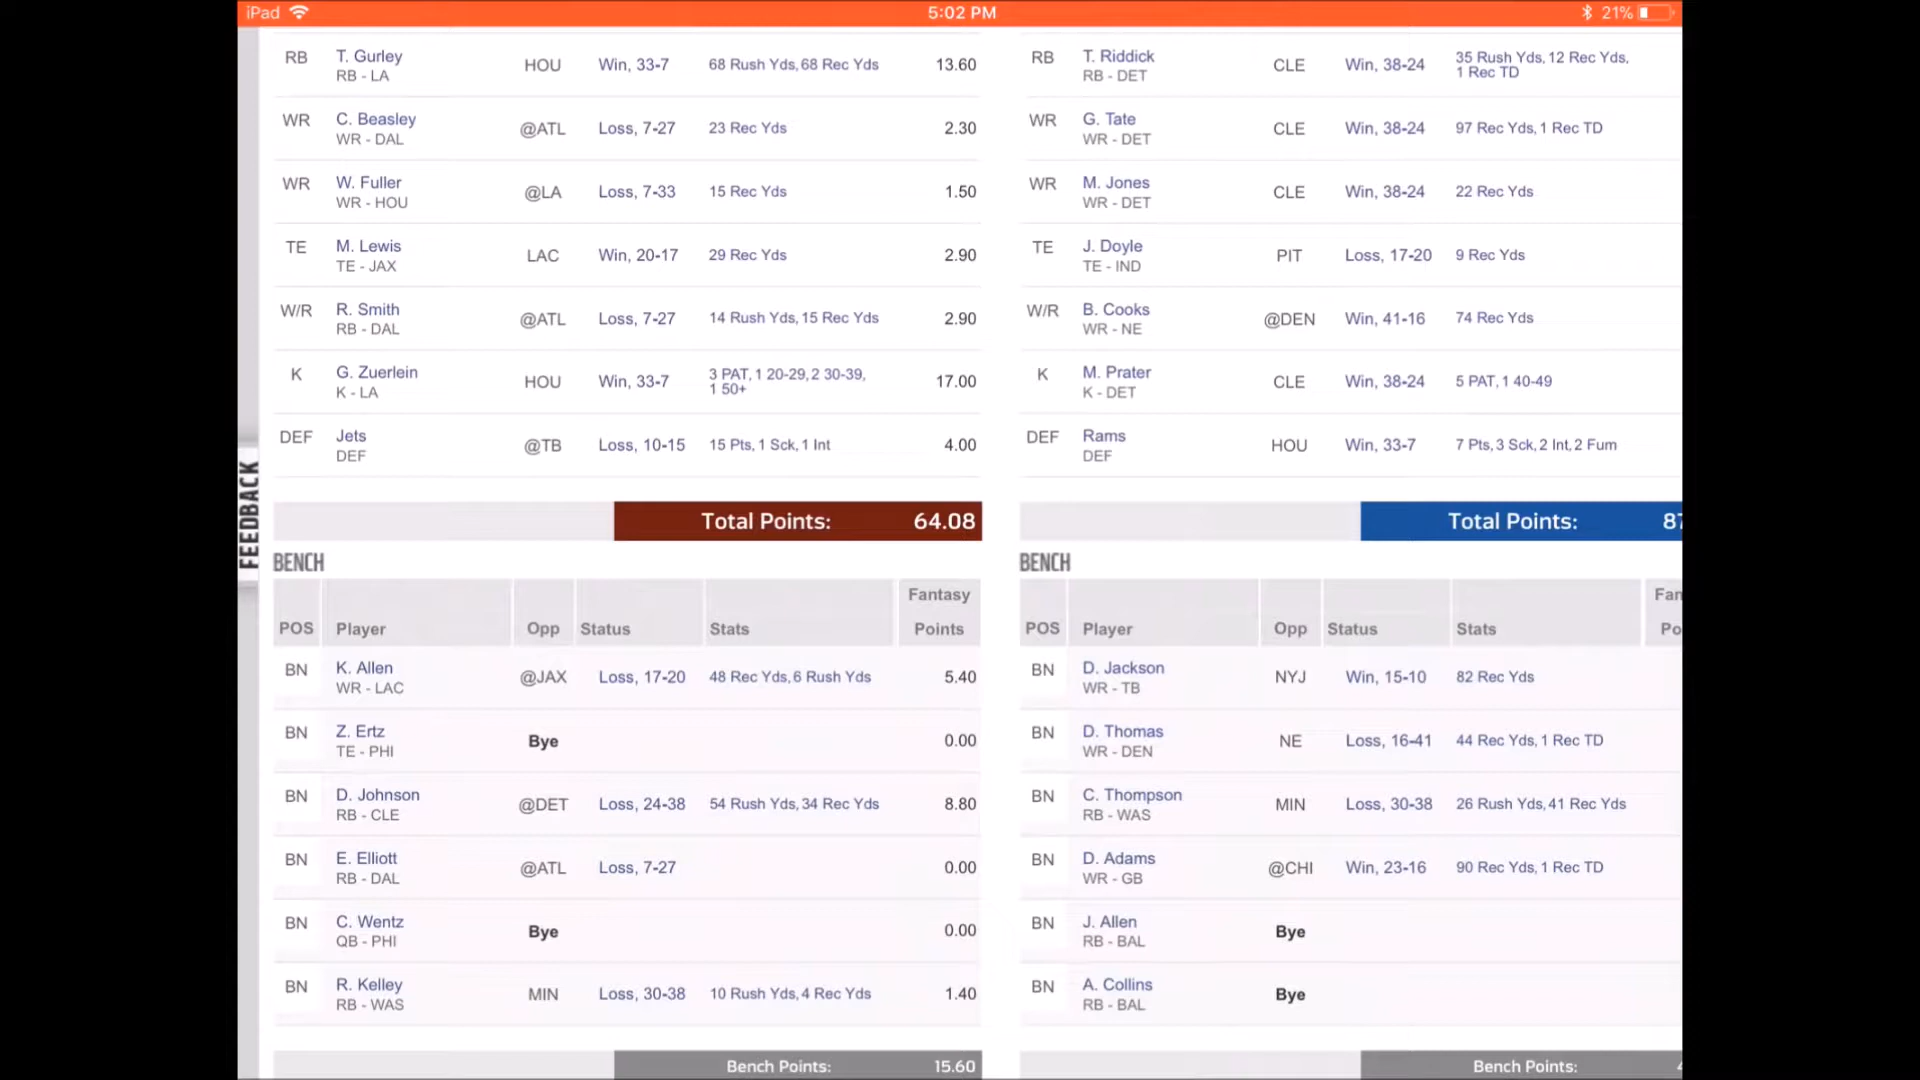 iPad 5:02 PM 21%
RB T. Gurley RB - LA HOU Win, 33-7 68 Rush Yds, 68 Rec Yds 13.60
WR C. Beasley WR - DAL @ATL Loss, 7-27 23 Rec Yds 2.30
WR W. Fuller WR - HOU @LA Loss, 7-33 15 Rec Yds 1.50
TE M. Lewis TE - JAX LAC Win, 20-17 29 Rec Yds 2.90
W/R R. Smith RB - DAL @ATL Loss, 7-27 14 Rush Yds, 15 Rec Yds 2.90
K G. Zuerlein K - LA HOU Win, 33-7 3 PAT, 1 20-29, 2 30-39, 1 50+ 17.00
DEF Jets DEF @TB Loss, 10-15 15 Pts, 1 Sck, 1 Int 4.00
Total Points: 64.08
BENCH
POS Player Opp Status Stats Fantasy Points
BN K. Allen WR - LAC @JAX Loss, 17-20 48 Rec Yds, 6 Rush Yds 5.40
BN Z. Ertz TE - PHI Bye 0.00
BN D. Johnson RB - CLE @DET Loss, 24-38 54 Rush Yds, 34 Rec Yds 8.80
BN E. Elliott RB - DAL @ATL Loss, 7-27 0.00
BN C. Wentz QB - PHI Bye 0.00
BN R. Kelley RB - WAS MIN Loss, 30-38 10 Rush Yds, 4 Rec Yds 1.40
Bench Points: 15.60
RB T. Riddick RB - DET CLE Win, 38-24 35 Rush Yds, 12 Rec Yds, 1 Rec TD
WR G. Tate WR - DET CLE Win, 38-24 97 Rec Yds, 1 Rec TD
WR M. Jones WR - DET CLE Win, 38-24 22 Rec Yds
TE J. Doyle TE - IND PIT Loss, 17-20 9 Rec Yds
W/R B. Cooks WR - NE @DEN Win, 41-16 74 Rec Yds
K M. Prater K - DET CLE Win, 38-24 5 PAT, 1 40-49
DEF Rams DEF HOU Win, 33-7 7 Pts, 3 Sck, 2 Int, 2 Fum
Total Points: 87
BENCH
POS Player Opp Status Stats Fan Po
BN D. Jackson WR - TB NYJ Win, 15-10 82 Rec Yds
BN D. Thomas WR - DEN NE Loss, 16-41 44 Rec Yds, 1 Rec TD
BN C. Thompson RB - WAS MIN Loss, 30-38 26 Rush Yds, 41 Rec Yds
BN D. Adams WR - GB @CHI Win, 23-16 90 Rec Yds, 1 Rec TD
BN J. Allen RB - BAL Bye
BN A. Collins RB - BAL Bye
Bench Points:
FEEDBACK